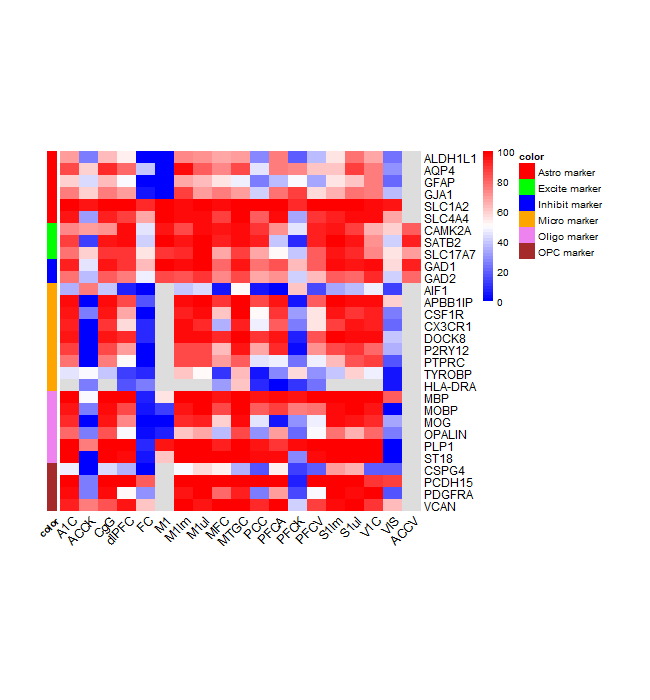 ALDH1L1
AQP4
GFAP
GJA1
SLC1A2
SLC4A4
CAMK2A
SATB2
SLC17A7
GAD1
GAD2
AIF1
APBB1IP
CSF1R
CX3CR1
DOCK8
P2RY12
PTPRC
TYROBP
HLA-DRA
MBP
MOBP
MOG
OPALIN
PLP1
ST18
CSPG4
PCDH15
PDGFRA
VCAN
100
80
60
40
20
0
color
Astro marker
Excite marker
Inhibit marker
Micro marker
Oligo marker
OPC marker
color
A1C
ACCK
CgG
dlPFC
FC
M1
M1lm
M1ul
MFC
MTGC
PCC
PFCA
PFCK
PFCV
S1lm
S1ul
V1C
VIS
ACCV